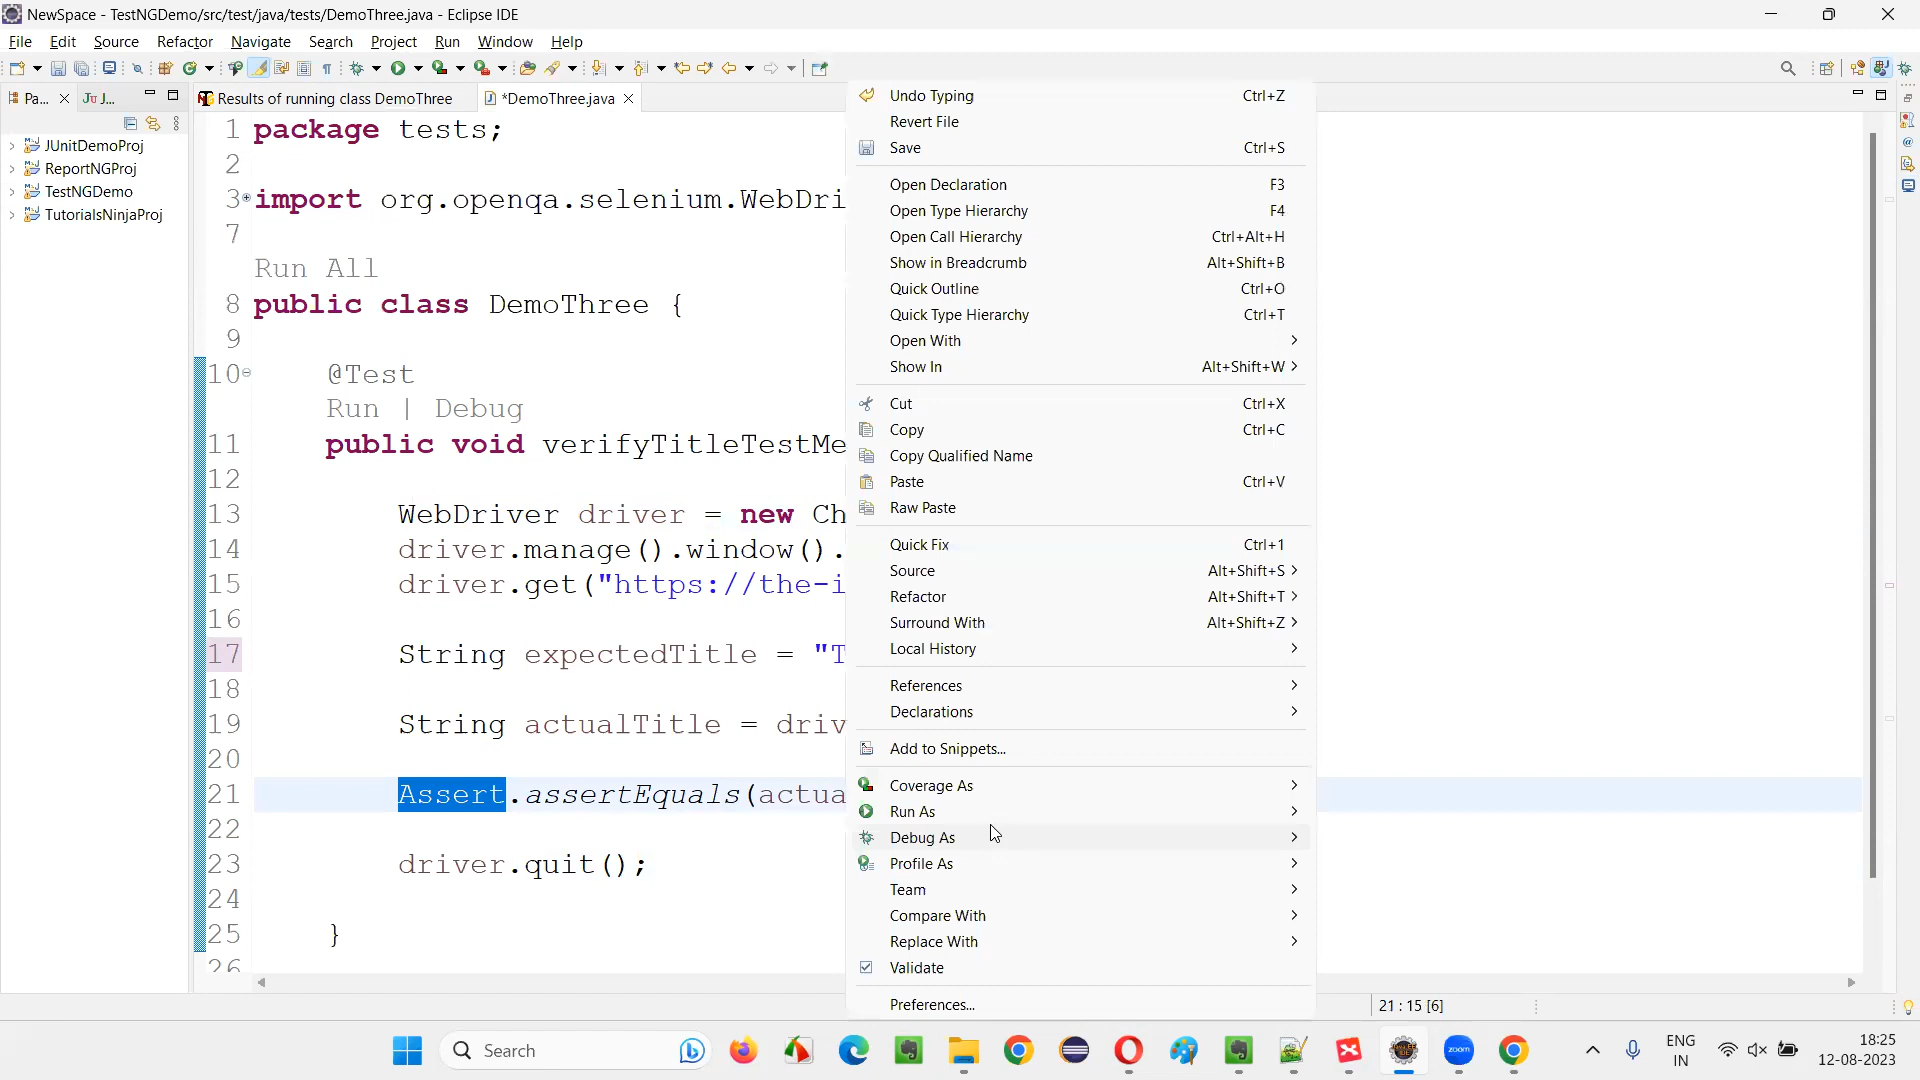 NewSpace - TestNGDemo/src/test/java/tests/DemoThree.java - Eclipse IDE
File Edit Source Refactor Navigate Search Project Run Window Help
Pa... JU J...
Results of running class DemoThree
*DemoThree.java
JUnitDemoProj
ReportNGProj
TestNGDemo
TutorialsNinjaProj
1 package tests;
2
3 import org.openqa.selenium.WebDri
7
Run All
8 public class DemoThree {
9
10 @Test
Run | Debug
11 public void verifyTitleTestMe
12
13 WebDriver driver = new Ch
14 driver.manage().window().
15 driver.get("https://the-i
16
17 String expectedTitle = "T
18
19 String actualTitle = driv
20
21 Assert.assertEquals(actua
22
23 driver.quit();
24
25 }
26
Undo Typing Ctrl+Z
Revert File
Save Ctrl+S
Open Declaration F3
Open Type Hierarchy F4
Open Call Hierarchy Ctrl+Alt+H
Show in Breadcrumb Alt+Shift+B
Quick Outline Ctrl+O
Quick Type Hierarchy Ctrl+T
Open With
Show In Alt+Shift+W
Cut Ctrl+X
Copy Ctrl+C
Copy Qualified Name
Paste Ctrl+V
Raw Paste
Quick Fix Ctrl+1
Source Alt+Shift+S
Refactor Alt+Shift+T
Surround With Alt+Shift+Z
Local History
References
Declarations
Add to Snippets...
Coverage As
Run As
Debug As
Profile As
Team
Compare With
Replace With
Validate
Preferences...
21 : 15 [6]
Search
zoom
ENG
IN
18:25
12-08-2023